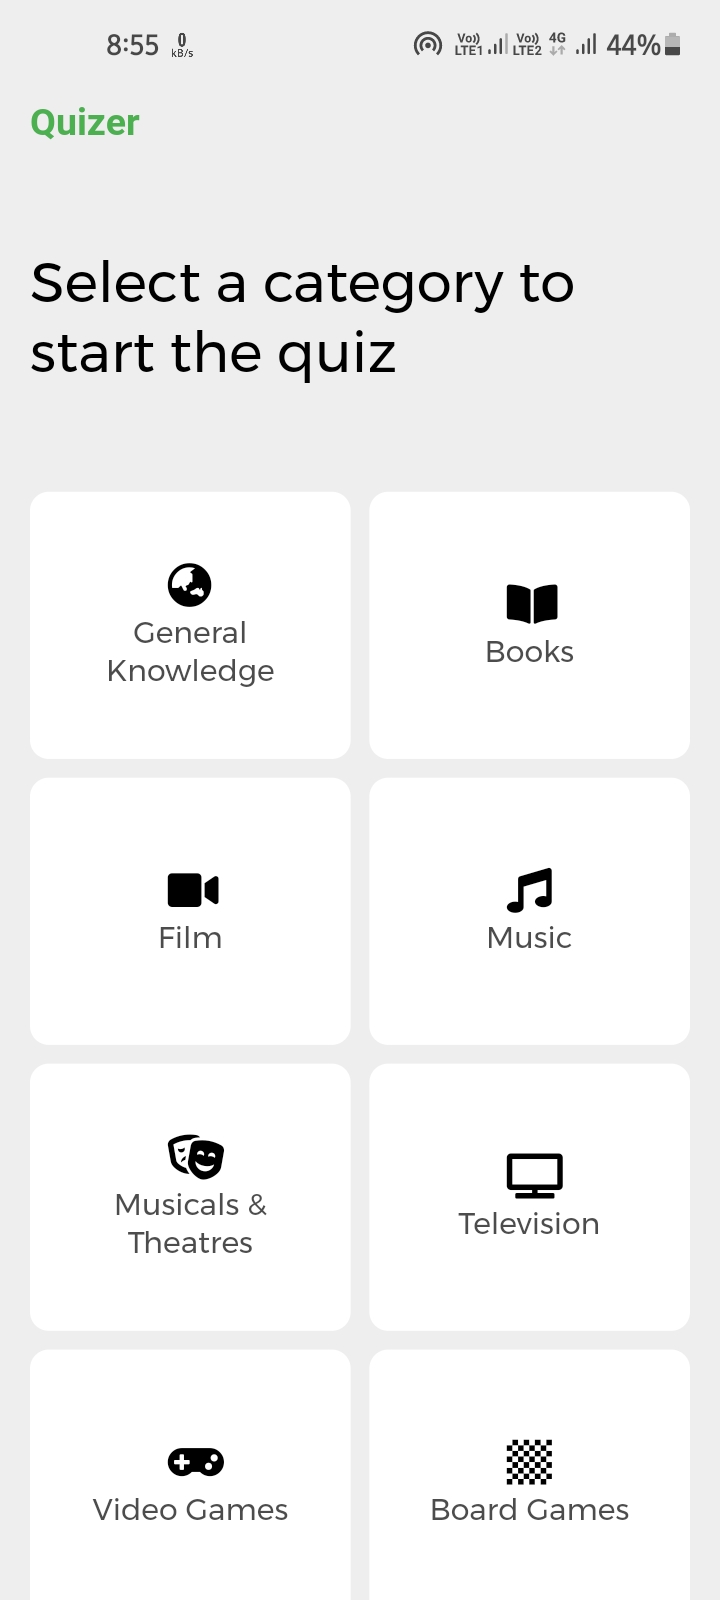 8:55 0 kB/s Vo)) LTE1 Vo)) LTE2 4G 44%
Quizer
Select a category to
start the quiz
General
Knowledge
Books
Film
Music
Musicals &
Theatres
Television
Video Games
Board Games